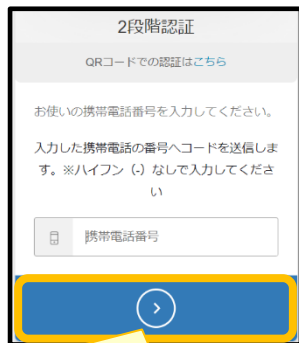 2段階認証
QRコードでの認証はこちら
お使いの携帯電話番号を入力してください。
入力した携帯電話の番号へコードを送信しま
す。※ハイフン（-）なしで入力してくださ
い
携帯電話番号